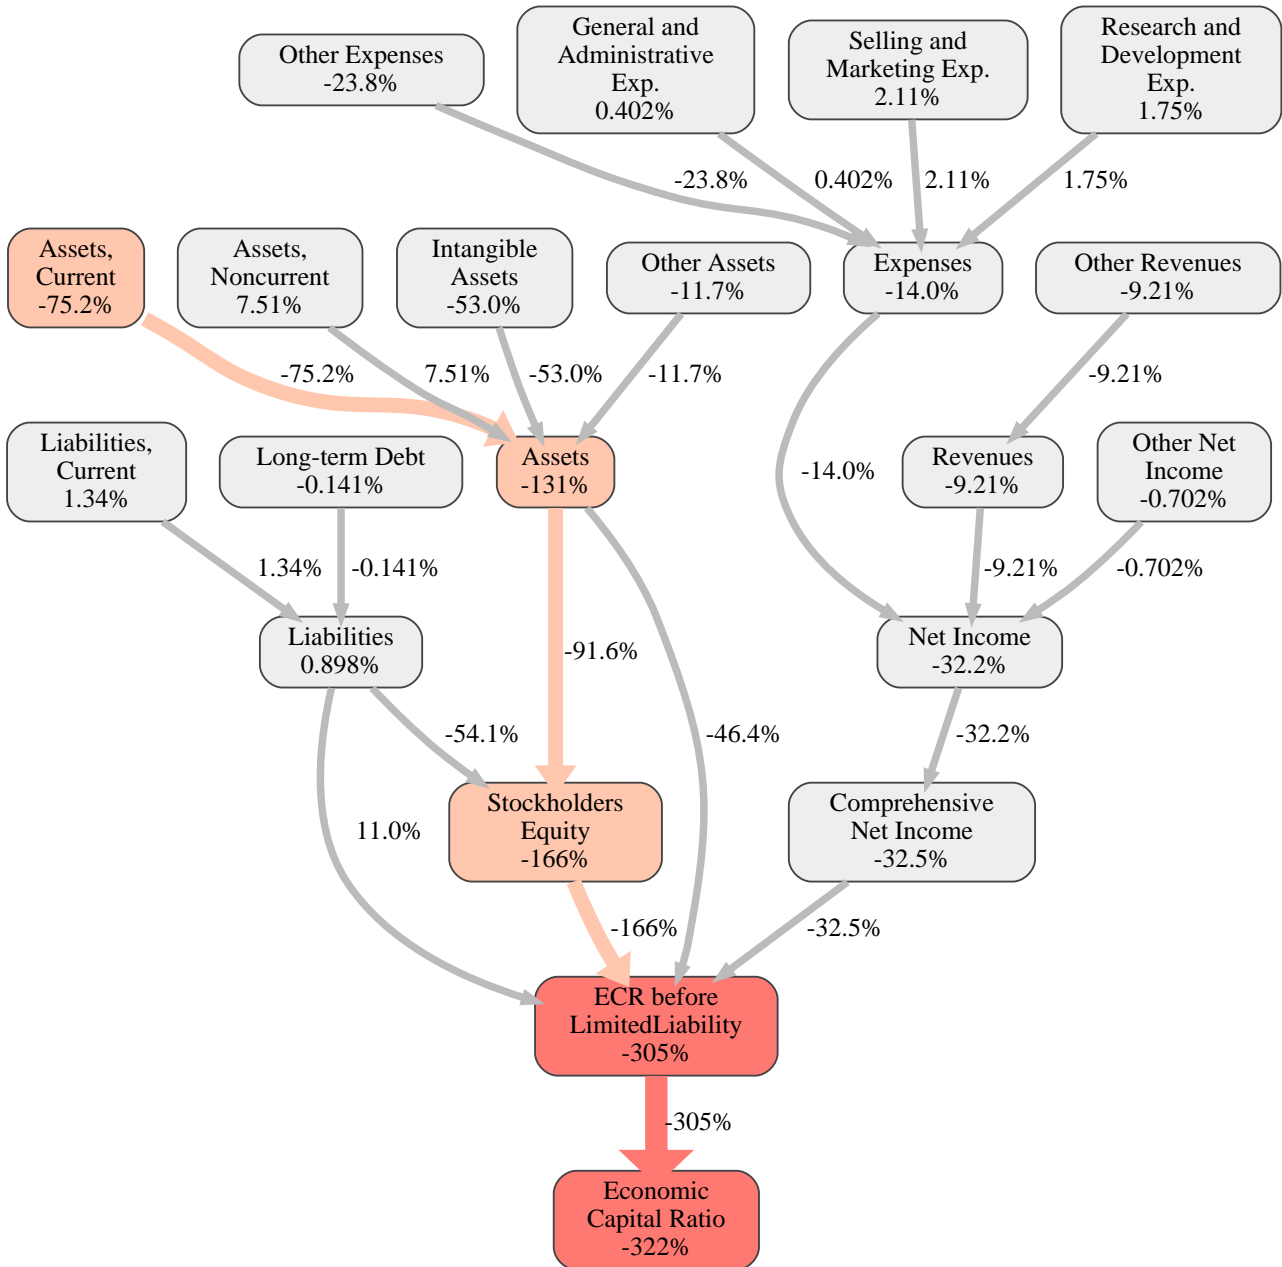 Other Expenses
-23.8%
General and
Administrative
Exp.
0.402%
Selling and
Marketing Exp.
2.11%
Research and
Development
Exp.
1.75%
-23.8%
0.402%
2.11%
1.75%
Assets,
Current
-75.2%
Assets,
Noncurrent
7.51%
Intangible
Assets
-53.0%
Other Assets
-11.7%
Expenses
-14.0%
Other Revenues
-9.21%
-75.2%
7.51%
-53.0%
-11.7%
-9.21%
Liabilities,
Current
1.34%
Long-term Debt
-0.141%
Assets
-131%
-14.0%
Revenues
-9.21%
Other Net
Income
-0.702%
1.34%
-0.141%
-9.21%
-0.702%
Liabilities
0.898%
-91.6%
Net Income
-32.2%
-54.1%
-46.4%
-32.2%
11.0%
Stockholders
Equity
-166%
Comprehensive
Net Income
-32.5%
-166%
-32.5%
ECR before
LimitedLiability
-305%
-305%
Economic
Capital Ratio
-322%